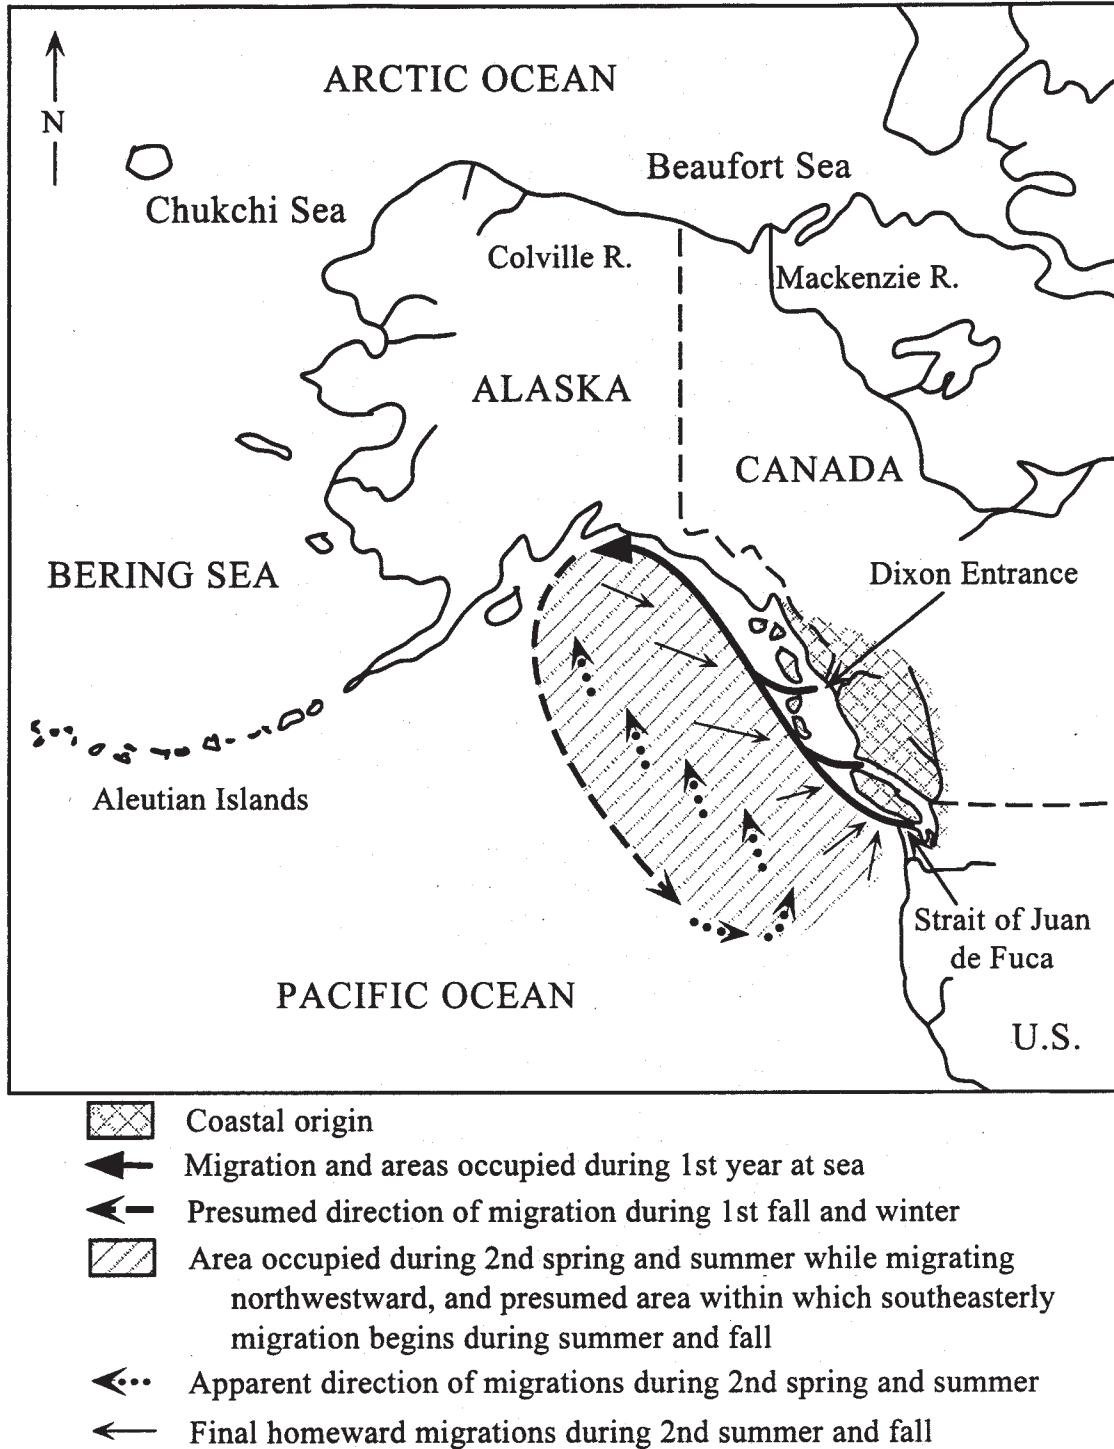 ARCTIC OCEAN
N
Beaufort Sea
Chukchi Sea
Colville R.
Mackenzie R.
ALASKA
CANADA
BERING SEA
Dixon Entrance
Aleutian Islands
Strait of Juan
de Fuca
PACIFIC OCEAN
U.S.
Coastal origin
Migration and areas occupied during 1st year at sea
Presumed direction of migration during 1st fall and winter
Area occupied during 2nd spring and summer while migrating
northwestward, and presumed area within which southeasterly
migration begins during summer and fall
Apparent direction of migrations during 2nd spring and summer
Final homeward migrations during 2nd summer and fall